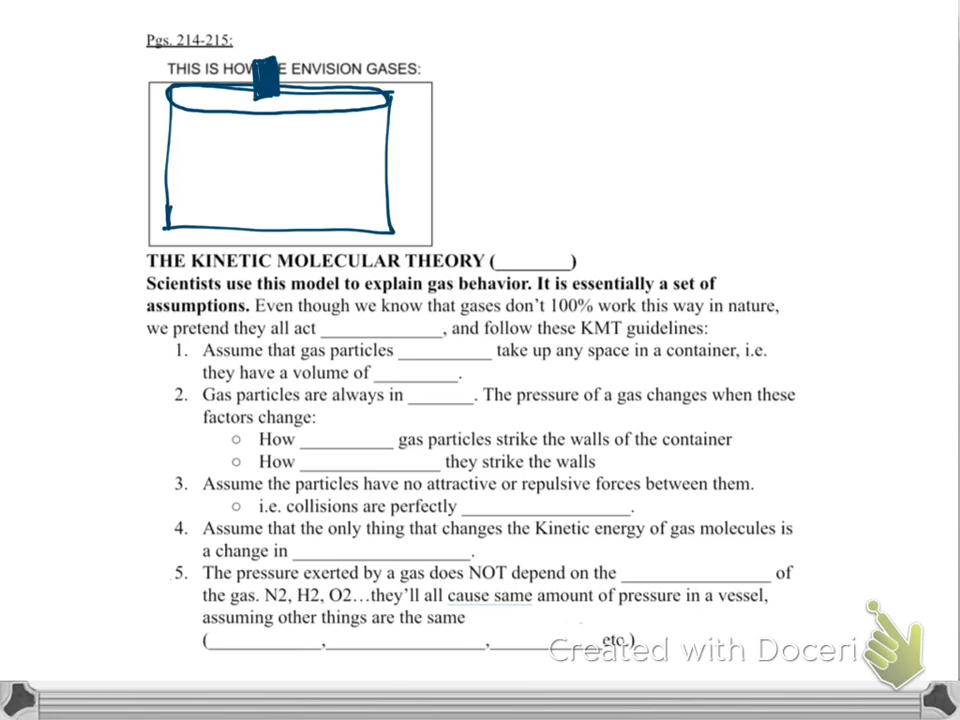 Pgs. 214-215:
THIS IS HOW ENVISION GASES:
THE KINETIC MOLECULAR THEORY (________)
Scientists use this model to explain gas behavior. It is essentially a set of
assumptions. Even though we know that gases don’t 100% work this way in nature,
we pretend they all act _____________, and follow these KMT guidelines:
1. Assume that gas particles __________ take up any space in a container, i.e.
they have a volume of _________.
2. Gas particles are always in _______. The pressure of a gas changes when these
factors change:
○ How __________ gas particles strike the walls of the container
○ How _______________ they strike the walls
3. Assume the particles have no attractive or repulsive forces between them.
○ i.e. collisions are perfectly __________________.
4. Assume that the only thing that changes the Kinetic energy of gas molecules is
a change in ___________________.
5. The pressure exerted by a gas does NOT depend on the ________________ of
the gas. N2, H2, O2…they’ll all cause same amount of pressure in a vessel,
assuming other things are the same
(____________,_________________,____________etc.)
Created with Doceri